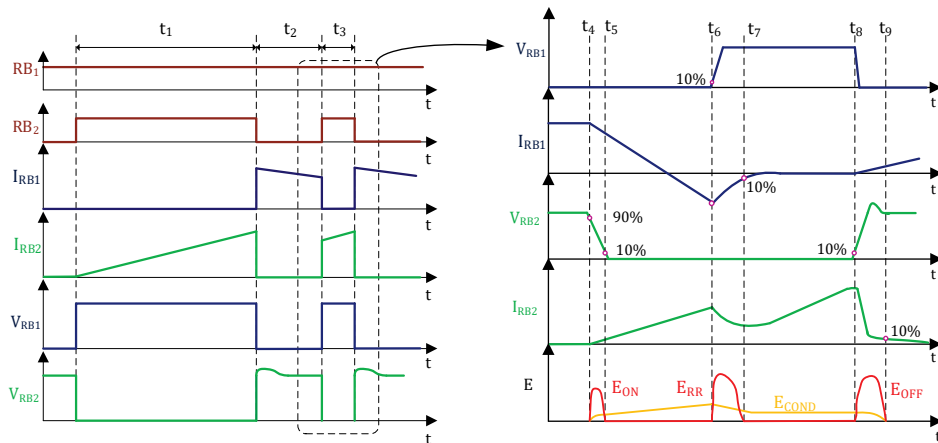 t1 t2 t3
RB1
t
RB2
t
IRB1
t
IRB2
t
VRB1
t
VRB2
t
t4 t5 t6 t7 t8 t9
VRB1
10%
t
IRB1
10%
t
VRB2
90%
10%
10%
t
IRB2
10%
t
E
EON
ERR
ECOND
EOFF
t